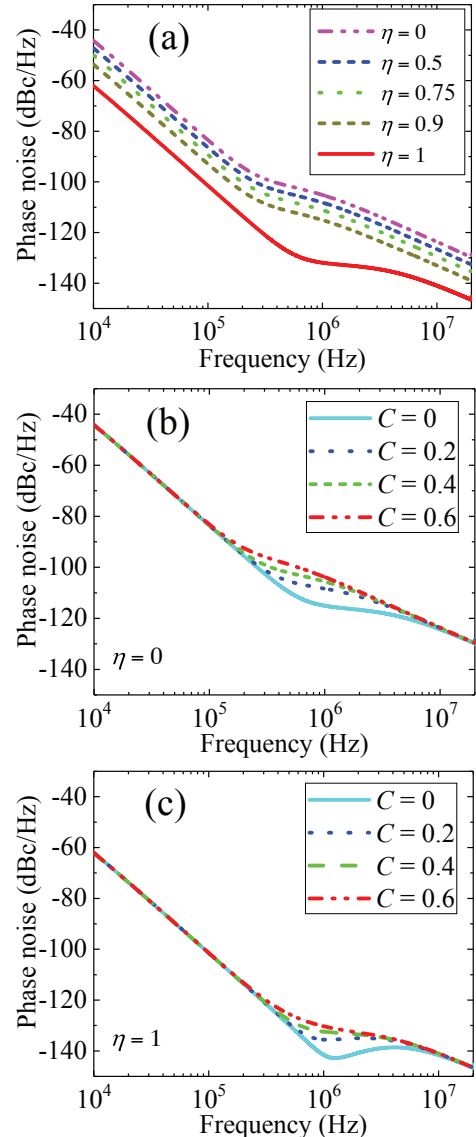 (a)
η = 0
η = 0.5
η = 0.75
η = 0.9
η = 1
Phase noise (dBc/Hz)
-40
-60
-80
-100
-120
-140
10^4 10^5 10^6 10^7
Frequency (Hz)
(b)
C = 0
C = 0.2
C = 0.4
C = 0.6
Phase noise (dBc/Hz)
-40
-60
-80
-100
-120
-140
η = 0
10^4 10^5 10^6 10^7
Frequency (Hz)
(c)
C = 0
C = 0.2
C = 0.4
C = 0.6
Phase noise (dBc/Hz)
-40
-60
-80
-100
-120
-140
η = 1
10^4 10^5 10^6 10^7
Frequency (Hz)